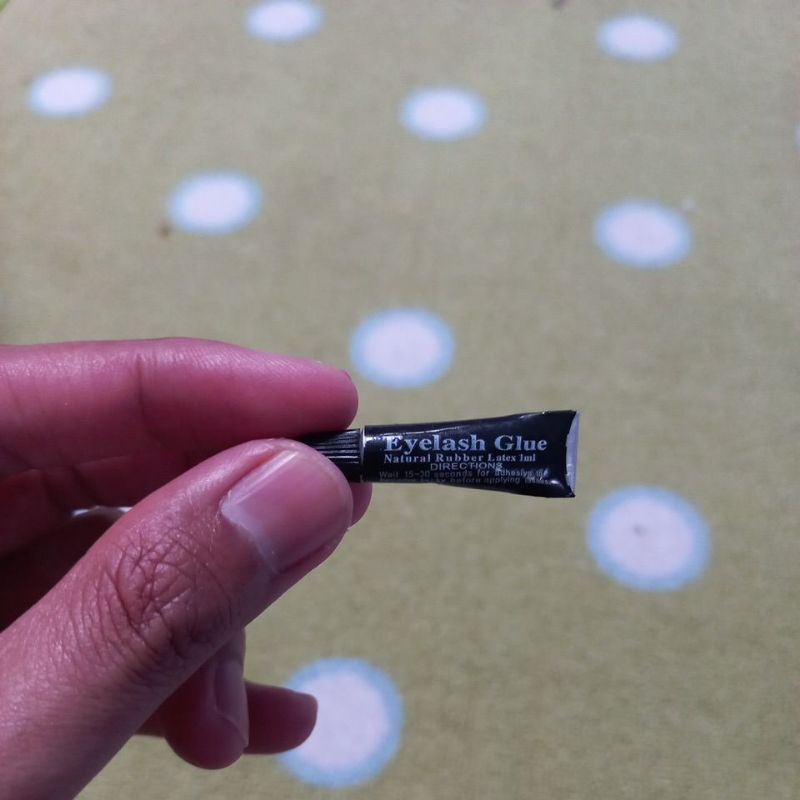 Eyelash Glue
Natural Rubber Latex 1ml
DIRECTIONS
Wait 15-30 seconds for adhesive
before applying